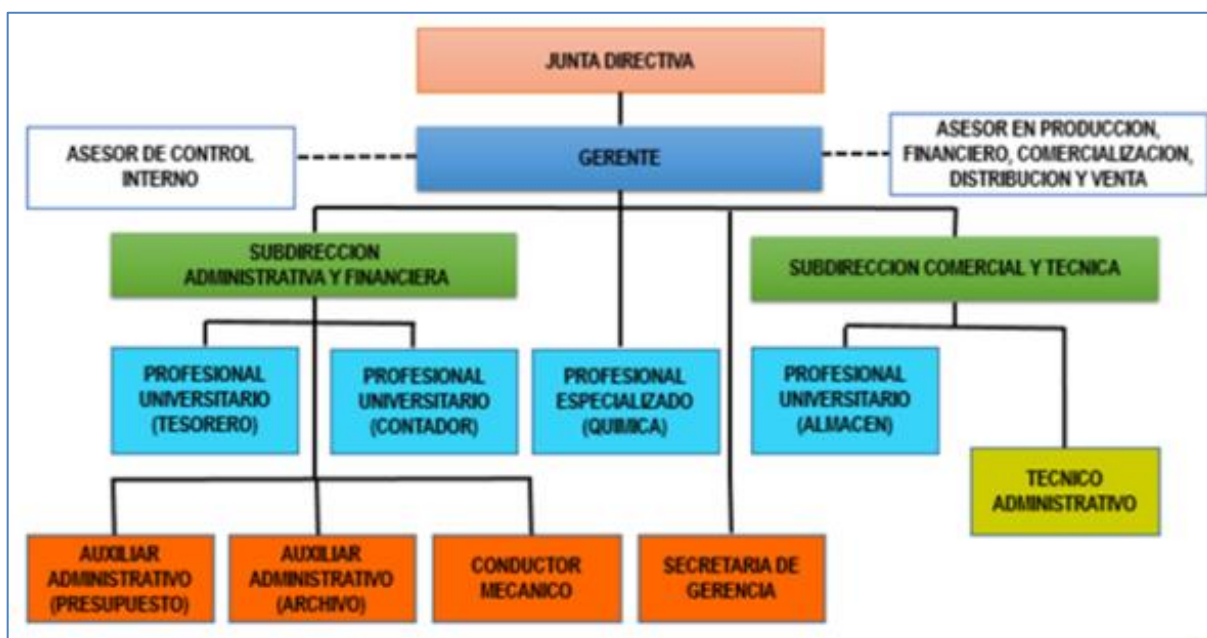 JUNTA DIRECTIVA
ASESOR DE CONTROL
INTERNO
GERENTE
ASESOR EN PRODUCCION,
FINANCIERO, COMERCIALIZACION,
DISTRIBUCION Y VENTA
SUBDIRECCION
ADMINISTRATIVA Y FINANCIERA
SUBDIRECCION COMERCIAL Y TECNICA
PROFESIONAL
UNIVERSITARIO
(TESORERO)
PROFESIONAL
UNIVERSITARIO
(CONTADOR)
PROFESIONAL
ESPECIALIZADO
(QUIMICA)
PROFESIONAL
UNIVERSITARIO
(ALMACEN)
TECNICO
ADMINISTRATIVO
AUXILIAR
ADMINISTRATIVO
(PRESUPUESTO)
AUXILIAR
ADMINISTRATIVO
(ARCHIVO)
CONDUCTOR
MECANICO
SECRETARIA DE
GERENCIA